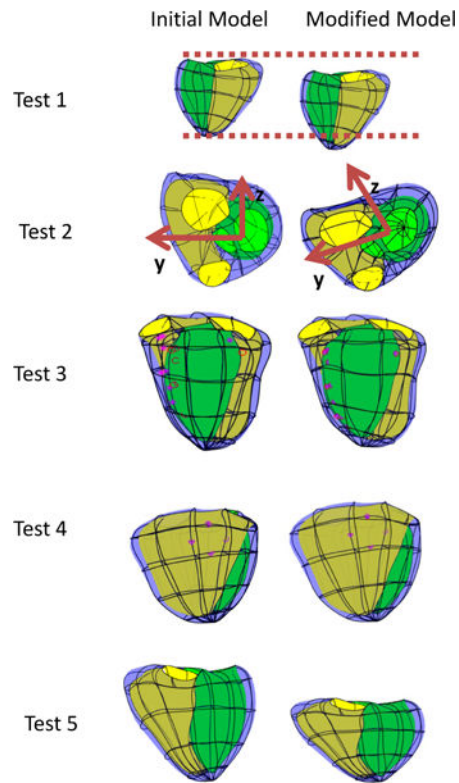 Initial Model Modified Model
Test 1
Test 2
z
y
z
y
Test 3
Test 4
Test 5